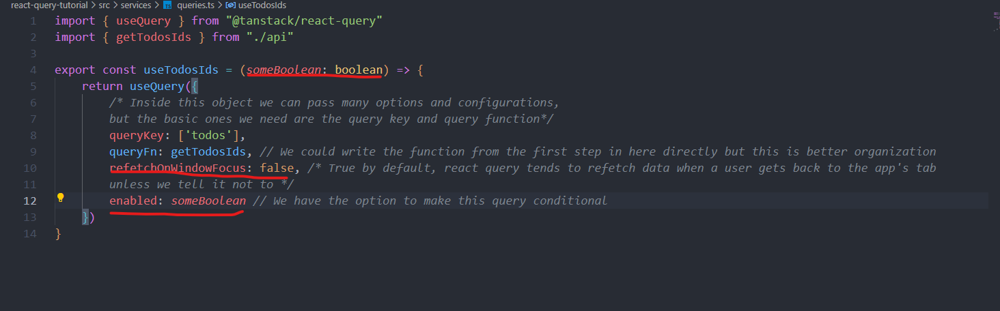 react-query-tutorial > src > services > TS queries.ts > useTodosIds
1 import { useQuery } from "@tanstack/react-query"
2 import { getTodosIds } from "./api"
3
4 export const useTodosIds = (someBoolean: boolean) => {
5 return useQuery({
6 /* Inside this object we can pass many options and configurations,
7 but the basic ones we need are the query key and query function*/
8 queryKey: ['todos'],
9 queryFn: getTodosIds, // We could write the function from the first step in here directly but this is better organization
10 refetchOnWindowFocus: false, /* True by default, react query tends to refetch data when a user gets back to the app's tab
11 unless we tell it not to */
12 enabled: someBoolean // We have the option to make this query conditional
13 })
14 }